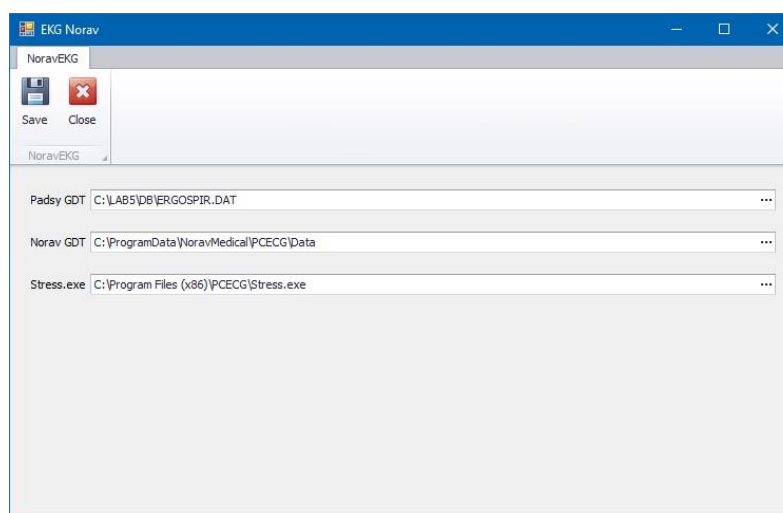 EKG Norav
NoravEKG
Save Close
NoravEKG
Padsy GDT C:\LAB5\DB\ERGOSPIR.DAT ...
Norav GDT C:\ProgramData\NoravMedical\PCECG\Data ...
Stress.exe C:\Program Files (x86)\PCECG\Stress.exe ...